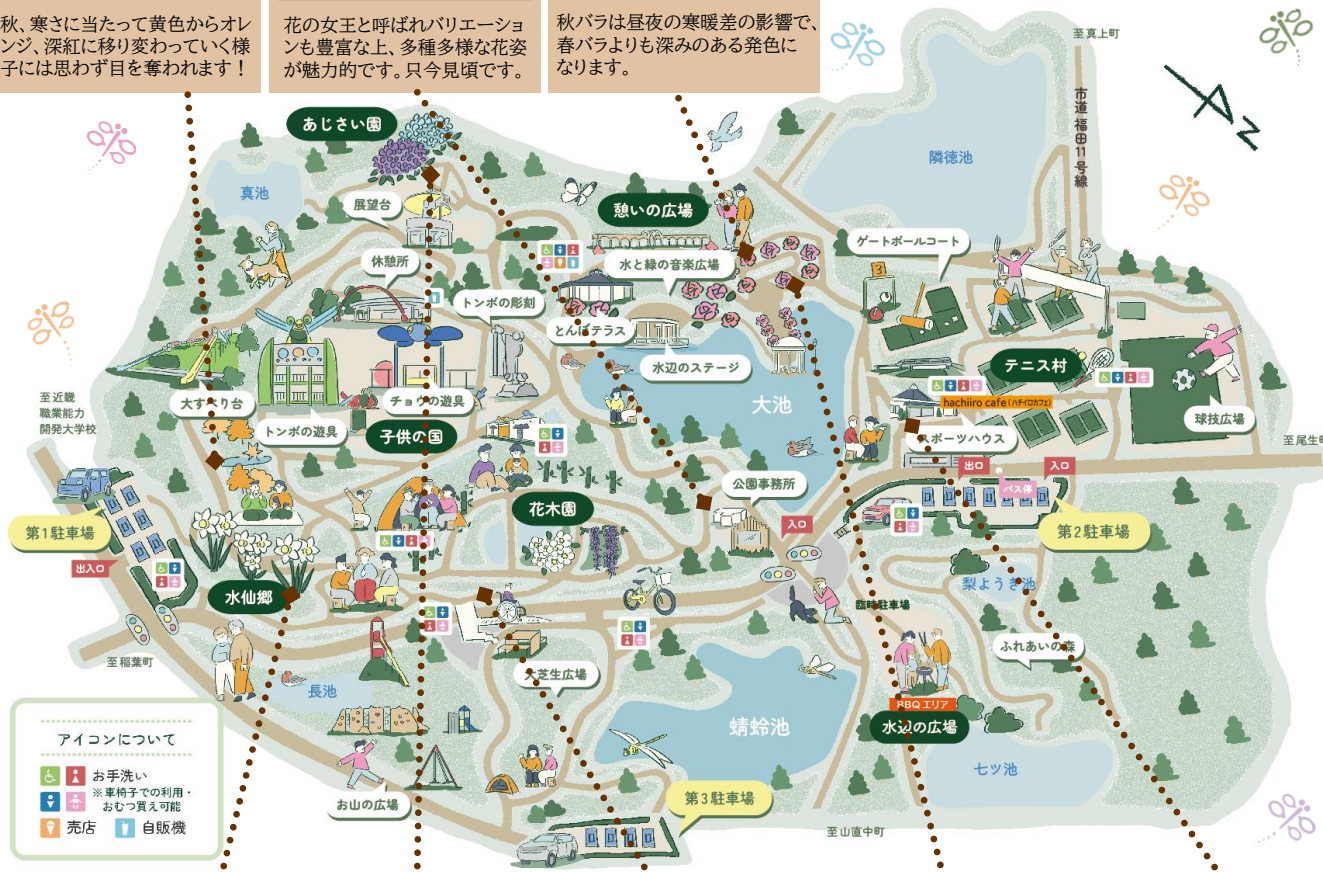 秋、寒さに当たって黄色からオレ
ンジ、深紅に移り変わっていく様
子には思わず目を奪われます！
花の女王と呼ばれバリエーショ
ンも豊富な上、多種多様な花姿
が魅力的です。只今見頃です。
秋バラは昼夜の寒暖差の影響で、
春バラよりも深みのある発色に
なります。
至真上町
市道 福田11号線
N
あじさい園
隣徳池
真池
展望台
憩いの広場
ゲートボールコート
3
休憩所
水と緑の音楽広場
トンボの彫刻
とんぼテラス
水辺のステージ
テニス村
至近畿
職業能力
開発大学校
大すべり台
チョウの遊具
大池
hachiiro cafe(ハチイロカフェ)
トンボの遊具
子供の国
スポーツハウス
球技広場
至尾生町
出口
入口
バス停
公園事務所
花木園
入口
第1駐車場
第2駐車場
出入口
水仙郷
梨ようき池
臨時駐車場
ふれあいの森
至稲葉町
大芝生広場
長池
BBQ エリア
蜻蛉池
水辺の広場
七ツ池
お山の広場
第3駐車場
至山直中町
アイコンについて
お手洗い
※車椅子での利用・
おむつ買え可能
売店
自販機